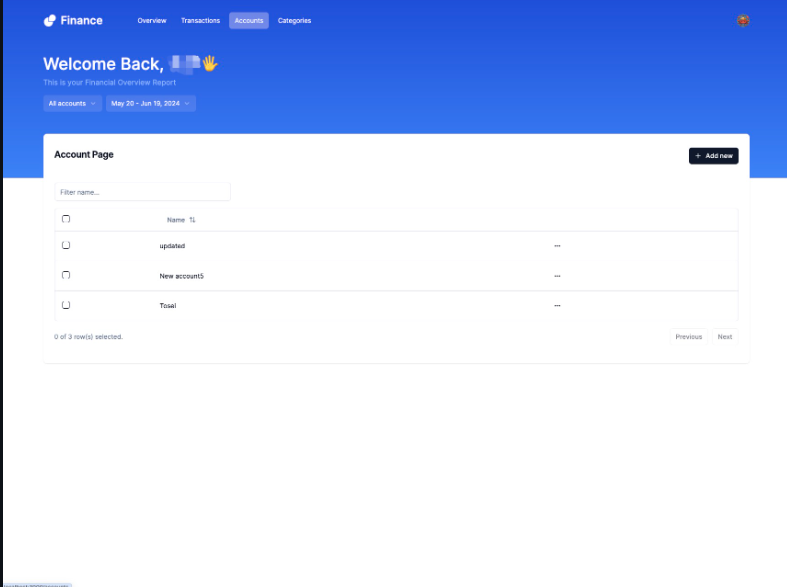 Finance Overview Transactions Accounts Categories
Welcome Back,
This is your Financial Overview Report
All accounts May 20 - Jun 19, 2024
Account Page
+ Add new
Filter name...
Name
updated ...
New account5 ...
Tosel ...
0 of 3 row(s) selected.
Previous Next